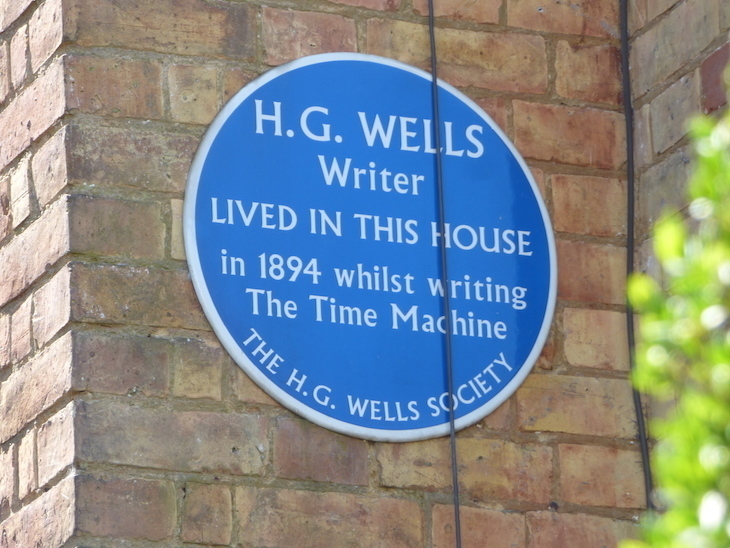 H.G. WELLS
Writer
LIVED IN THIS HOUSE
in 1894 whilst writing
The Time Machine
THE H.G. WELLS SOCIETY